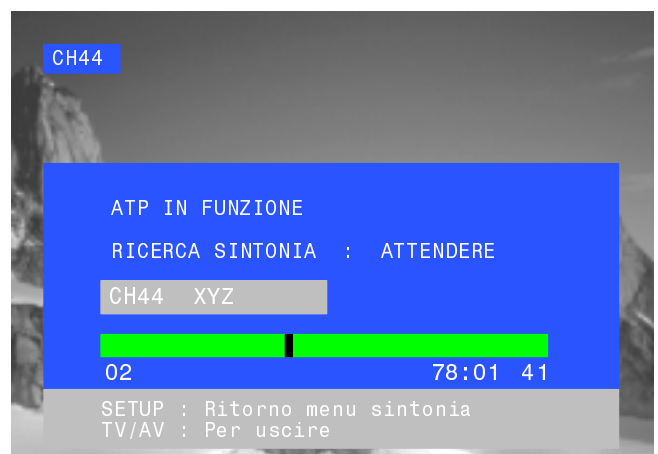 CH44
ATP IN FUNZIONE
RICERCA SINTONIA : ATTENDERE
CH44 XYZ
02 78:01 41
SETUP : Ritorno menu sintonia
TV/AV : Per uscire